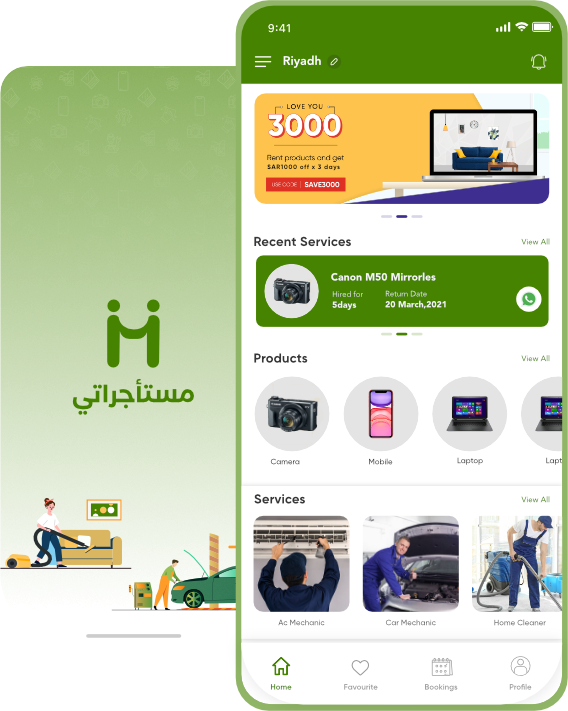 مستأجراتي
9:41
Riyadh
LOVE YOU
3000
Rent products and get
SAR1000 off x 3 days
USE CODE | SAVE3000
Recent Services
View All
Canon M50 Mirrorles
Hired for
Return Date
5days
20 March,2021
Products
View All
Camera
Mobile
Laptop
Lapt
Services
View All
Ac Mechanic
Car Mechanic
Home Cleaner
Home
Favourite
Bookings
Profile